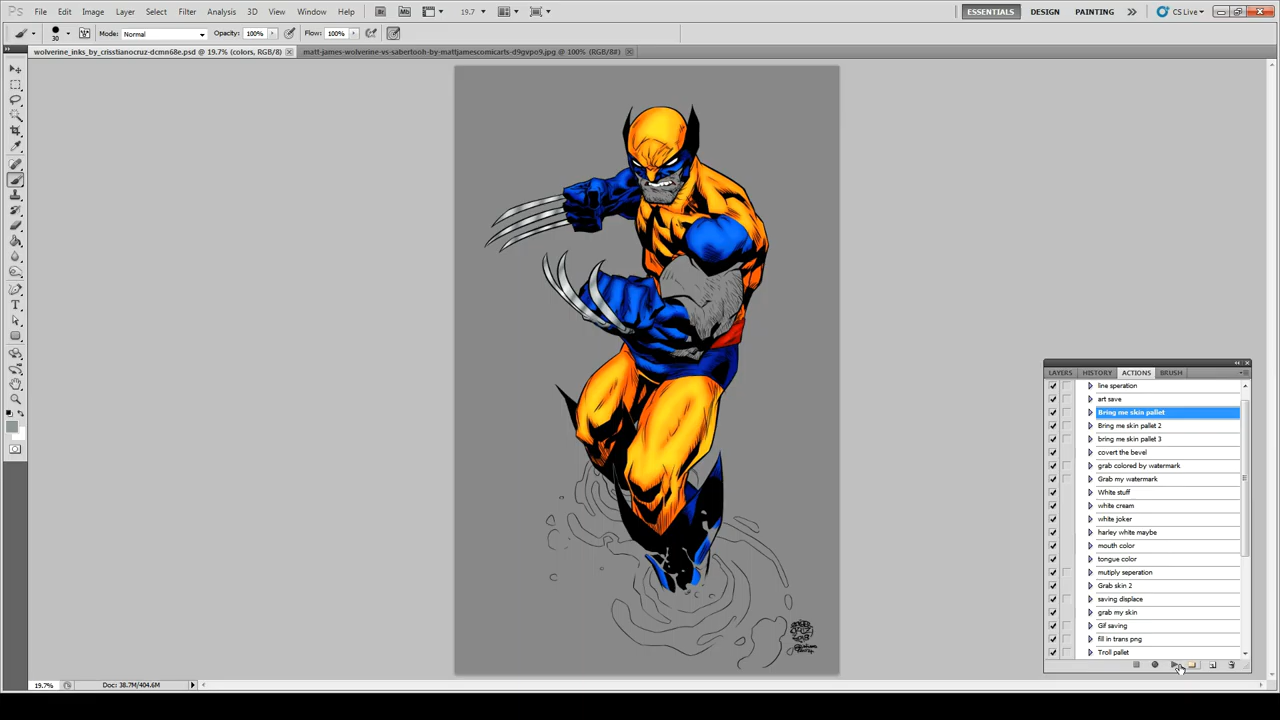 Ps File Edit Image Layer Select Filter Analysis 3D View Window Help Br Mb 19.7 ESSENTIALS DESIGN PAINTING CS Live
30 Mode: Normal Opacity: 100% Flow: 100%
wolverine_inks_by_crisstianocruz-dcmn68e.psd @ 19.7% (colors, RGB/8) matt-james-wolverine-vs-sabertooh-by-mattjamescomicarts-d9gvpo9.jpg @ 100% (RGB/8#)
LAYERS HISTORY ACTIONS BRUSH
line speration
art save
Bring me skin pallet
Bring me skin pallet 2
bring me skin pallet 3
covert the bevel
grab colored by watermark
Grab my watermark
White stuff
white cream
white joker
harley white maybe
mouth color
tongue color
mutiply seperation
Grab skin 2
saving displace
grab my skin
Gif saving
fill in trans png
Troll pallet
19.7% Doc: 38.7M/404.6M